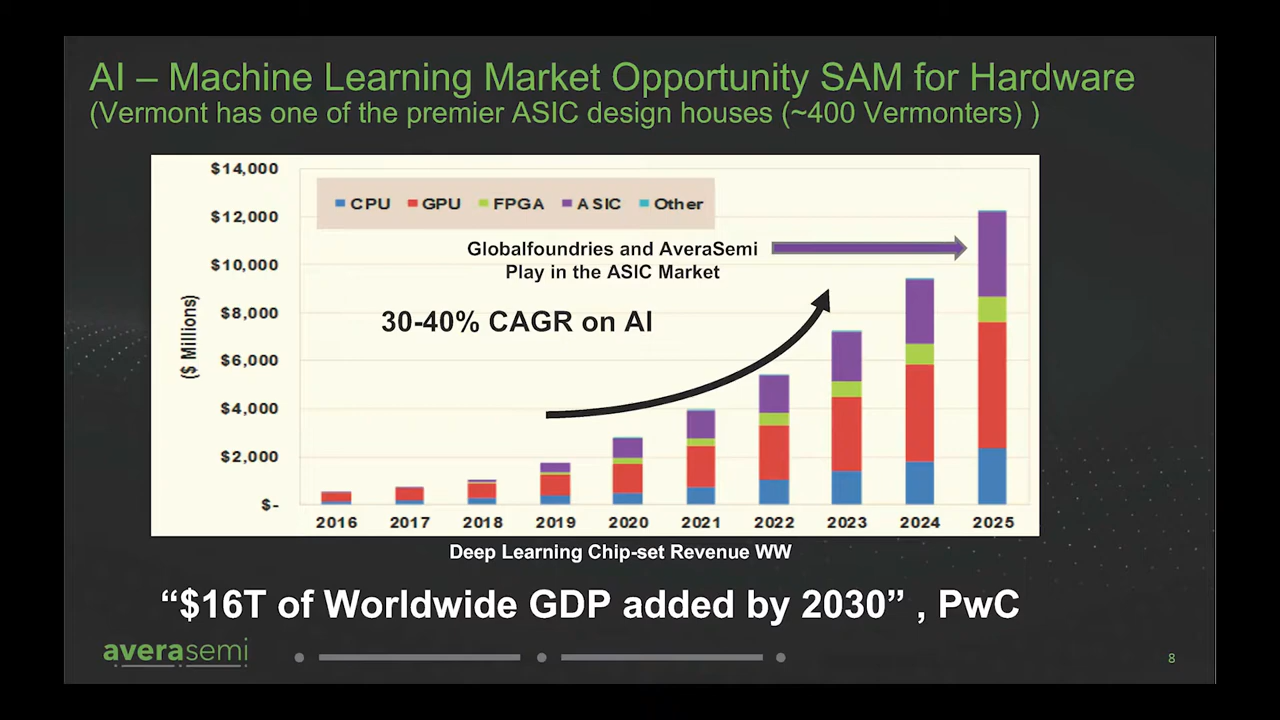 AI – Machine Learning Market Opportunity SAM for Hardware
(Vermont has one of the premier ASIC design houses (~400 Vermonters) )
$14,000
CPU GPU FPGA ASIC Other
$12,000
Globalfoundries and AveraSemi
Play in the ASIC Market
$10,000
30-40% CAGR on AI
($ Millions)
$8,000
$6,000
$4,000
$2,000
$-
2016 2017 2018 2019 2020 2021 2022 2023 2024 2025
Deep Learning Chip-set Revenue WW
“$16T of Worldwide GDP added by 2030” , PwC
averasemi
8